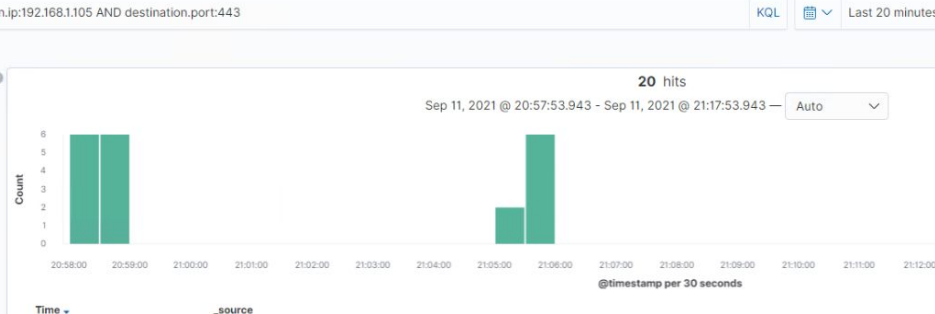 n.ip:192.168.1.105 AND destination.port:443 KQL Last 20 minutes
20 hits
Sep 11, 2021 @ 20:57:53.943 - Sep 11, 2021 @ 21:17:53.943 — Auto
Count
6
5
4
3
2
1
0
20:58:00 20:59:00 21:00:00 21:01:00 21:02:00 21:03:00 21:04:00 21:05:00 21:06:00 21:07:00 21:08:00 21:09:00 21:10:00 21:11:00 21:12:00
@timestamp per 30 seconds
Time _source